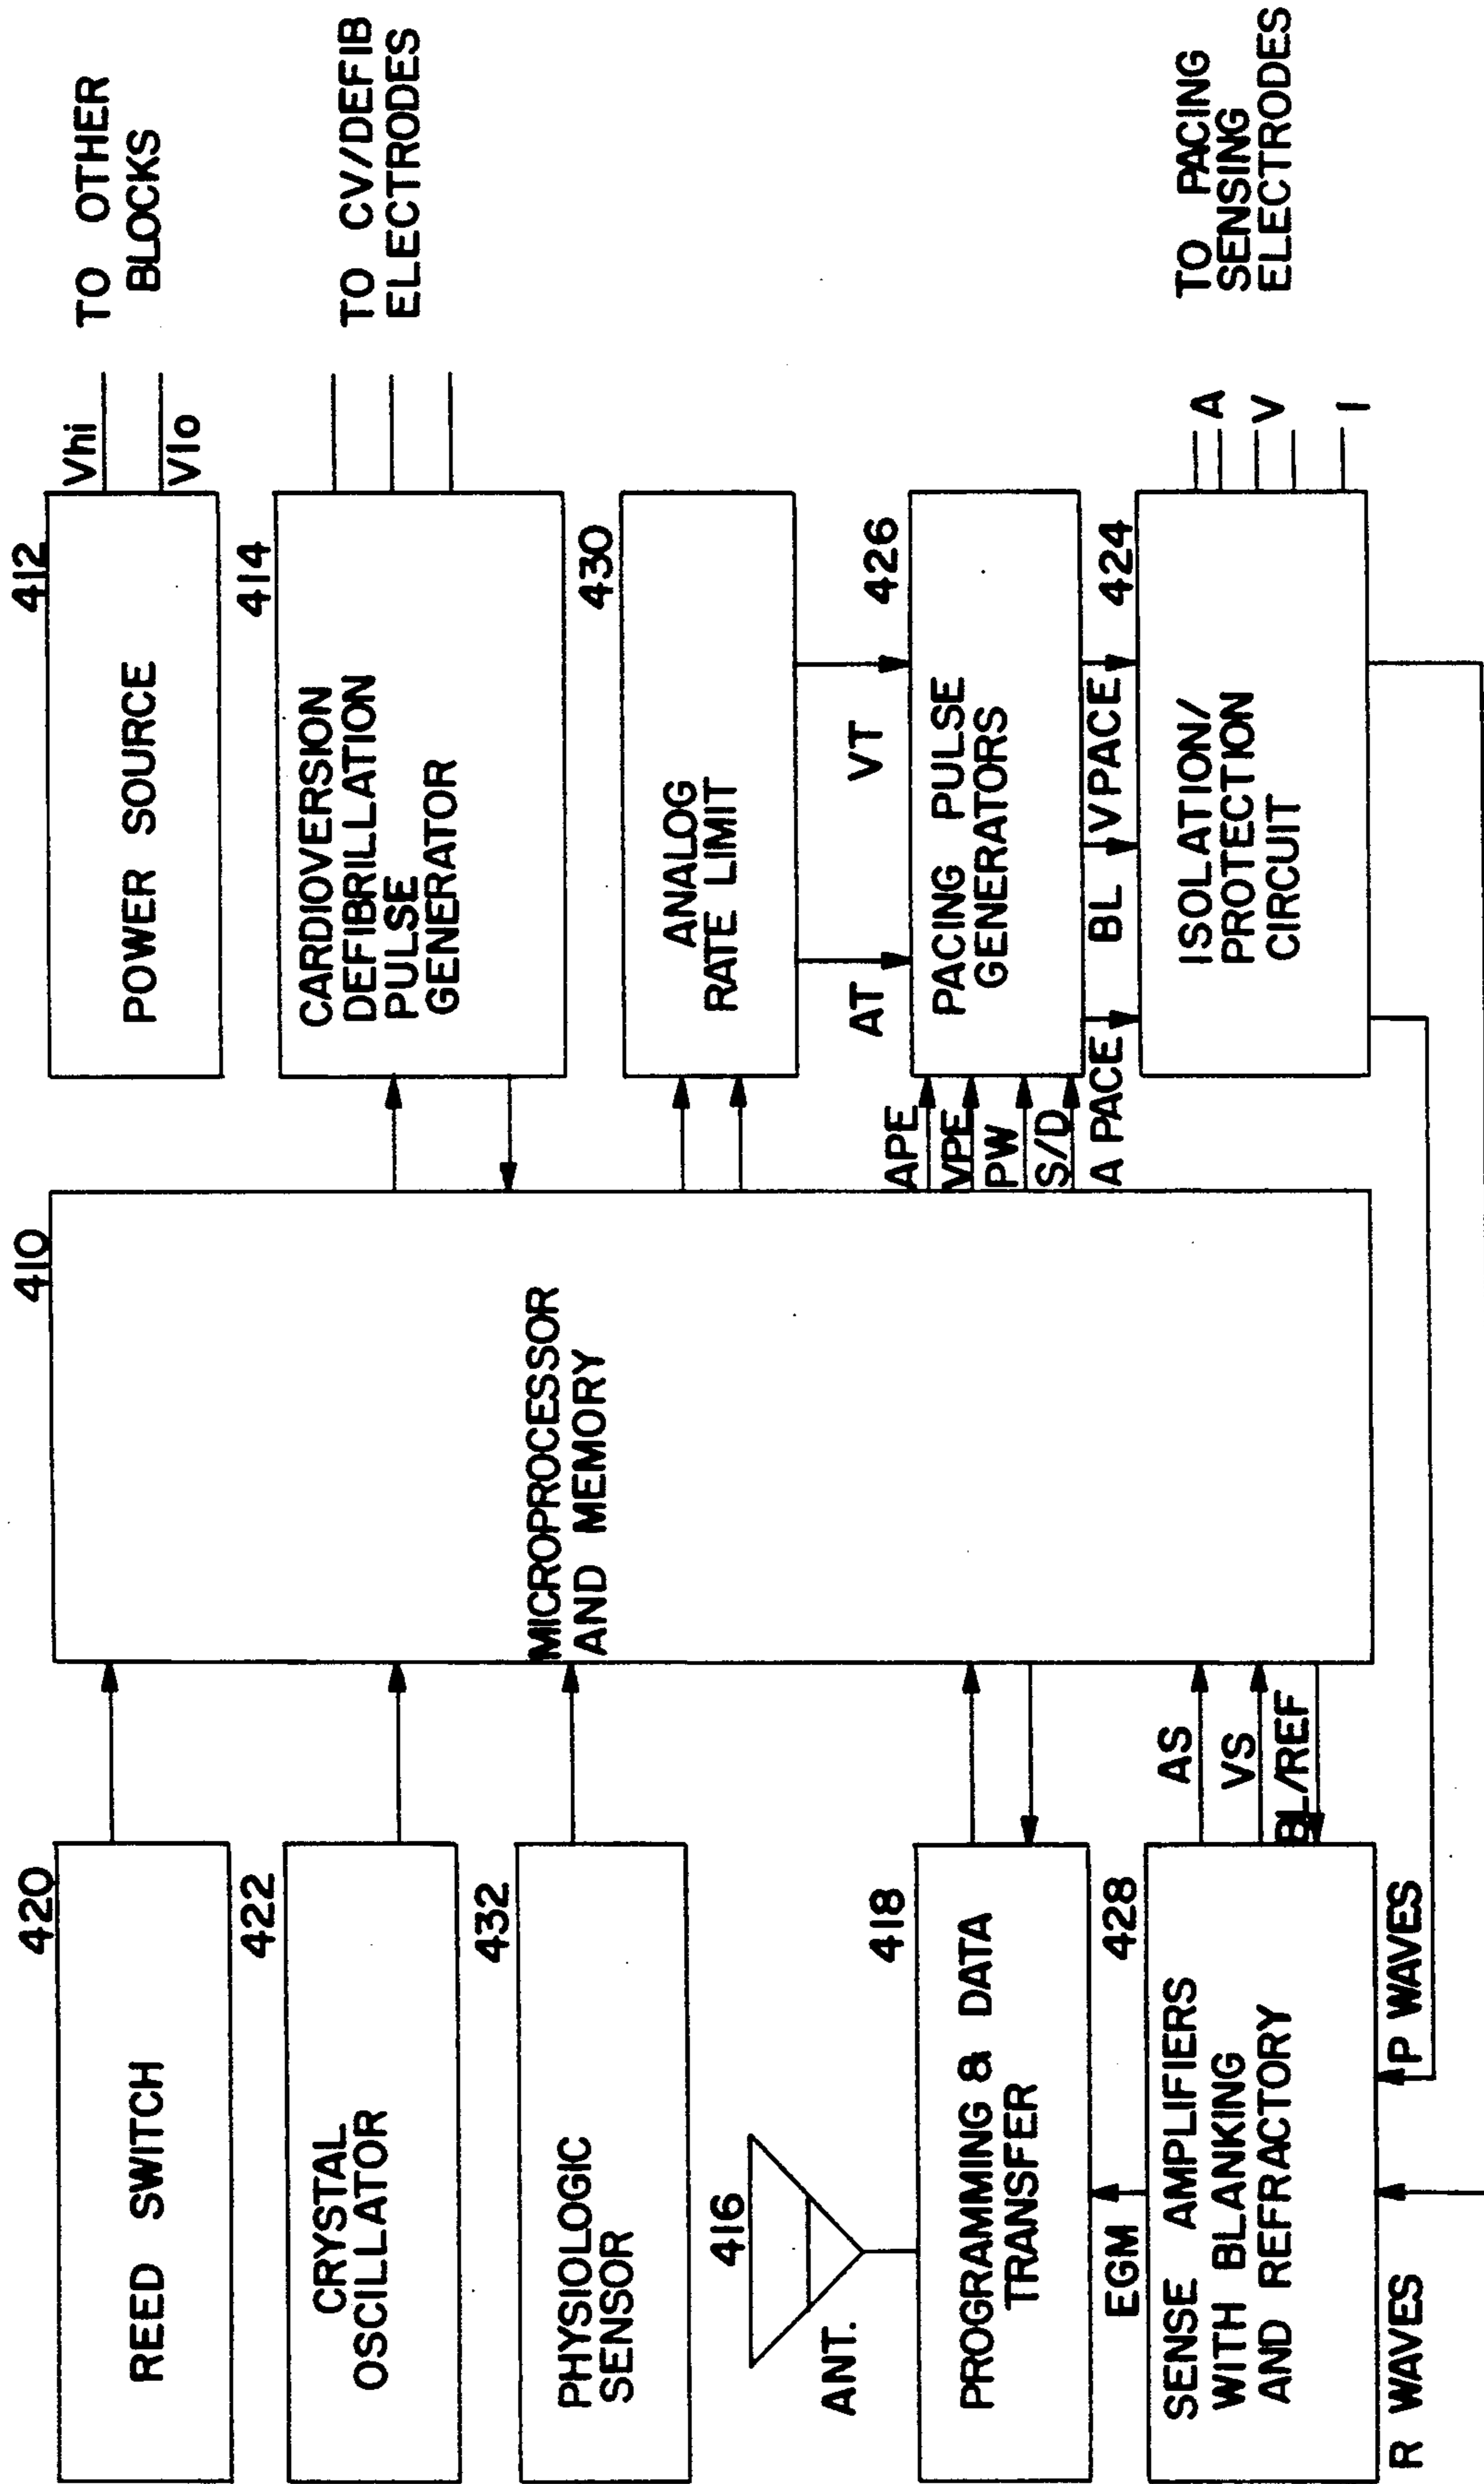 420
REED SWITCH
422
CRYSTAL
OSCILLATOR
432
PHYSIOLOGIC
SENSOR
416
ANT.
418
PROGRAMMING & DATA
TRANSFER
EGM
428
SENSE AMPLIFIERS
WITH BLANKING
AND REFRACTORY
R WAVES
P WAVES
AS
VS
BL/REF
410
MICROPROCESSOR
AND MEMORY
412
POWER SOURCE
Vhi
Vlo
TO OTHER
BLOCKS
414
CARDIOVERSION
DEFIBRILLATION
PULSE
GENERATOR
TO CV/DEFIB
ELECTRODES
430
ANALOG
RATE LIMIT
AT
VT
426
PACING PULSE
GENERATORS
APE
VPE
PW
S/D
A PACE
BL
VPACE
424
ISOLATION/
PROTECTION
CIRCUIT
A
V
I
TO PACING
SENSING
ELECTRODES